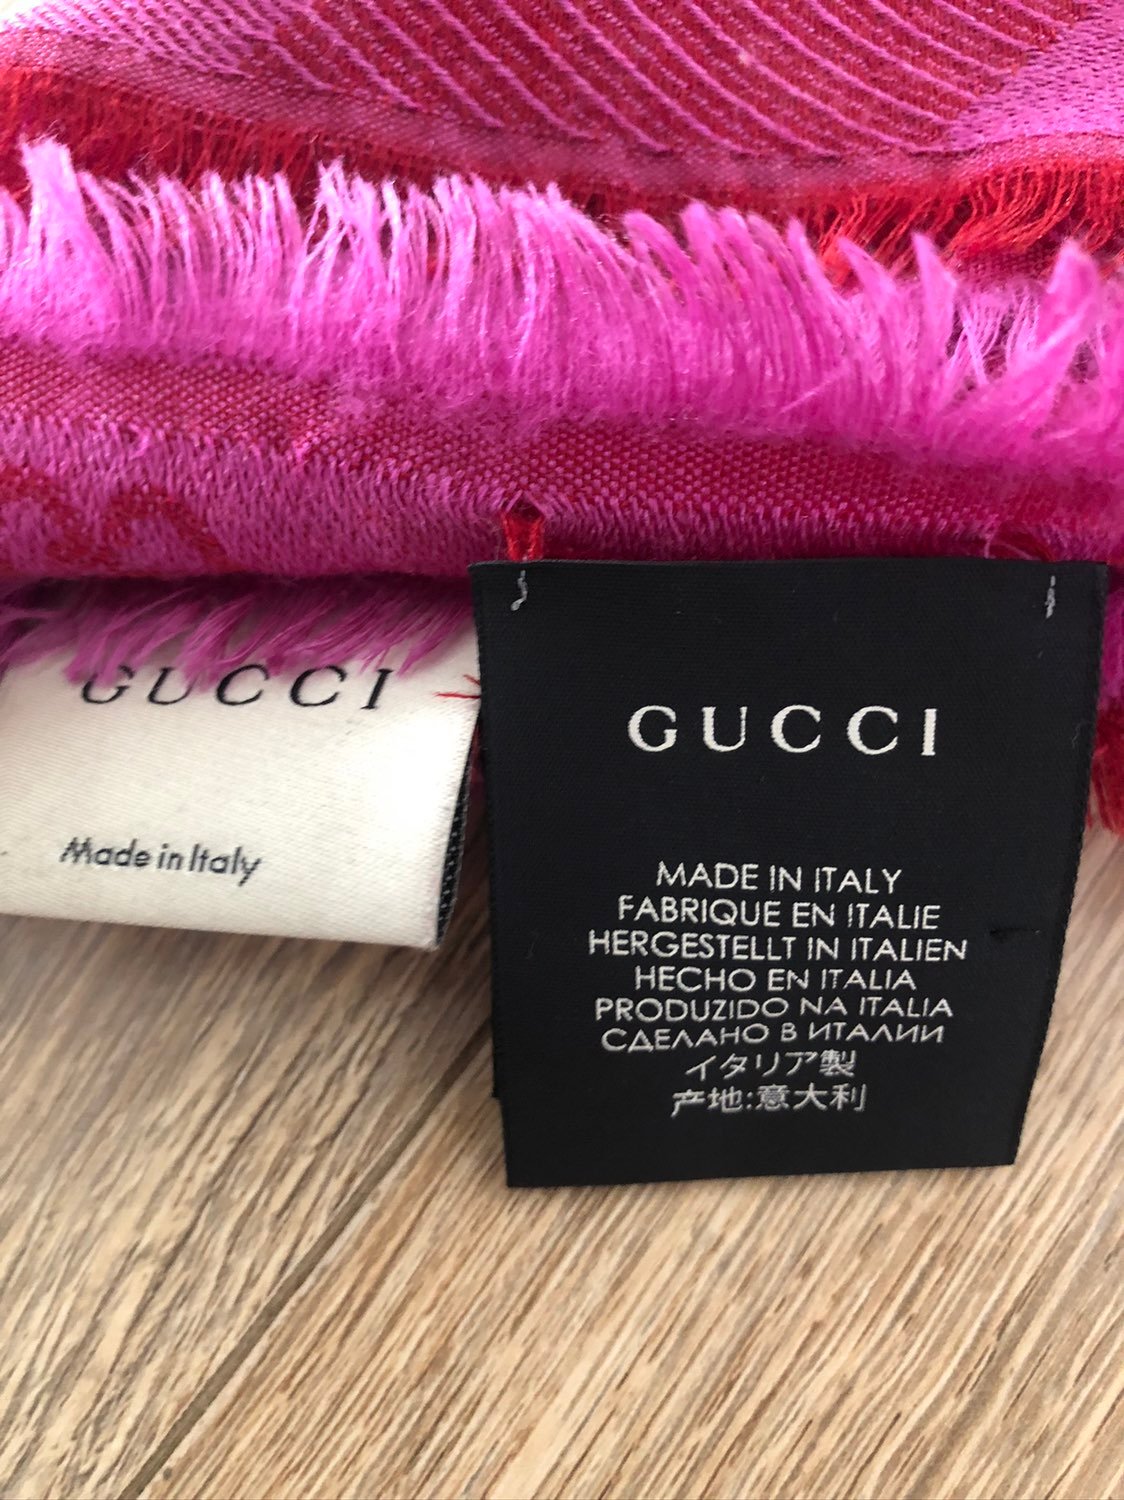 GUCCI
Made in Italy
GUCCI
MADE IN ITALY
FABRIQUE EN ITALIE
HERGESTELLT IN ITALIEN
HECHO EN ITALIA
PRODUZIDO NA ITALIA
СДЕЛАНО В ИТАЛИИ
イタリア製
产地:意大利